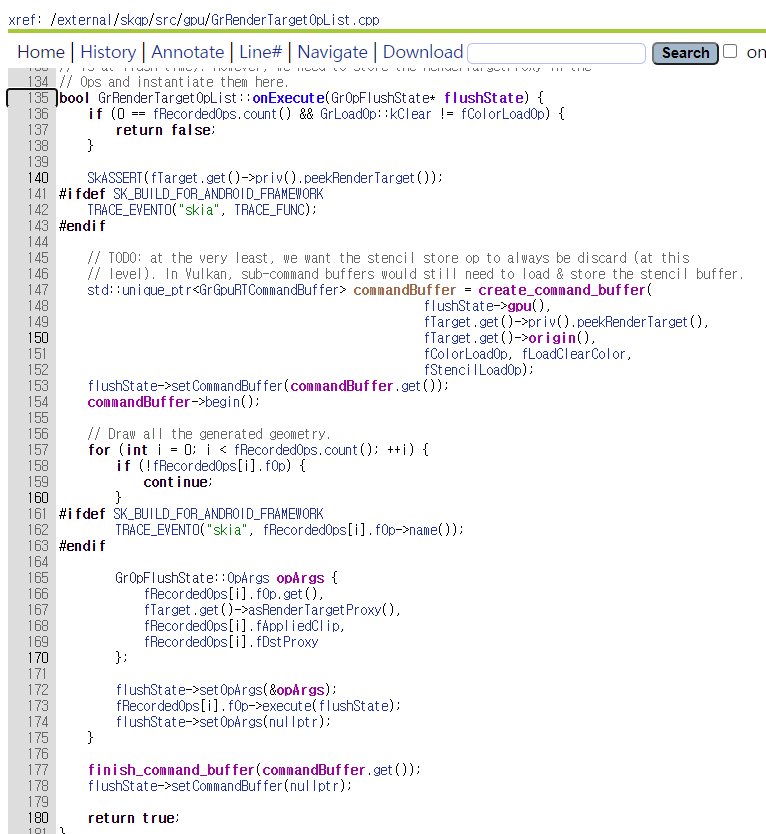 xref: /external/skqp/src/gpu/GrRenderTargetOpList.cpp
Home | History | Annotate | Line# | Navigate | Download Search on
134 // Ops and instantiate them here.
135 bool GrRenderTargetOpList::onExecute(GrOpFlushState* flushState) {
136     if (0 == fRecordedOps.count() && GrLoadOp::kClear != fColorLoadOp) {
137         return false;
138     }
139
140     SkASSERT(fTarget.get()->priv().peekRenderTarget());
141 #ifdef SK_BUILD_FOR_ANDROID_FRAMEWORK
142     TRACE_EVENT0("skia", TRACE_FUNC);
143 #endif
144
145     // TODO: at the very least, we want the stencil store op to always be discard (at this
146     // level). In Vulkan, sub-command buffers would still need to load & store the stencil buffer.
147     std::unique_ptr<GrGpuRTCommandBuffer> commandBuffer = create_command_buffer(
148                                                     flushState->gpu(),
149                                                     fTarget.get()->priv().peekRenderTarget(),
150                                                     fTarget.get()->origin(),
151                                                     fColorLoadOp, fLoadClearColor,
152                                                     fStencilLoadOp);
153     flushState->setCommandBuffer(commandBuffer.get());
154     commandBuffer->begin();
155
156     // Draw all the generated geometry.
157     for (int i = 0; i < fRecordedOps.count(); ++i) {
158         if (!fRecordedOps[i].fOp) {
159             continue;
160         }
161 #ifdef SK_BUILD_FOR_ANDROID_FRAMEWORK
162         TRACE_EVENT0("skia", fRecordedOps[i].fOp->name());
163 #endif
164
165         GrOpFlushState::OpArgs opArgs {
166             fRecordedOps[i].fOp.get(),
167             fTarget.get()->asRenderTargetProxy(),
168             fRecordedOps[i].fAppliedClip,
169             fRecordedOps[i].fDstProxy
170         };
171
172         flushState->setOpArgs(&opArgs);
173         fRecordedOps[i].fOp->execute(flushState);
174         flushState->setOpArgs(nullptr);
175     }
176
177     finish_command_buffer(commandBuffer.get());
178     flushState->setCommandBuffer(nullptr);
179
180     return true;